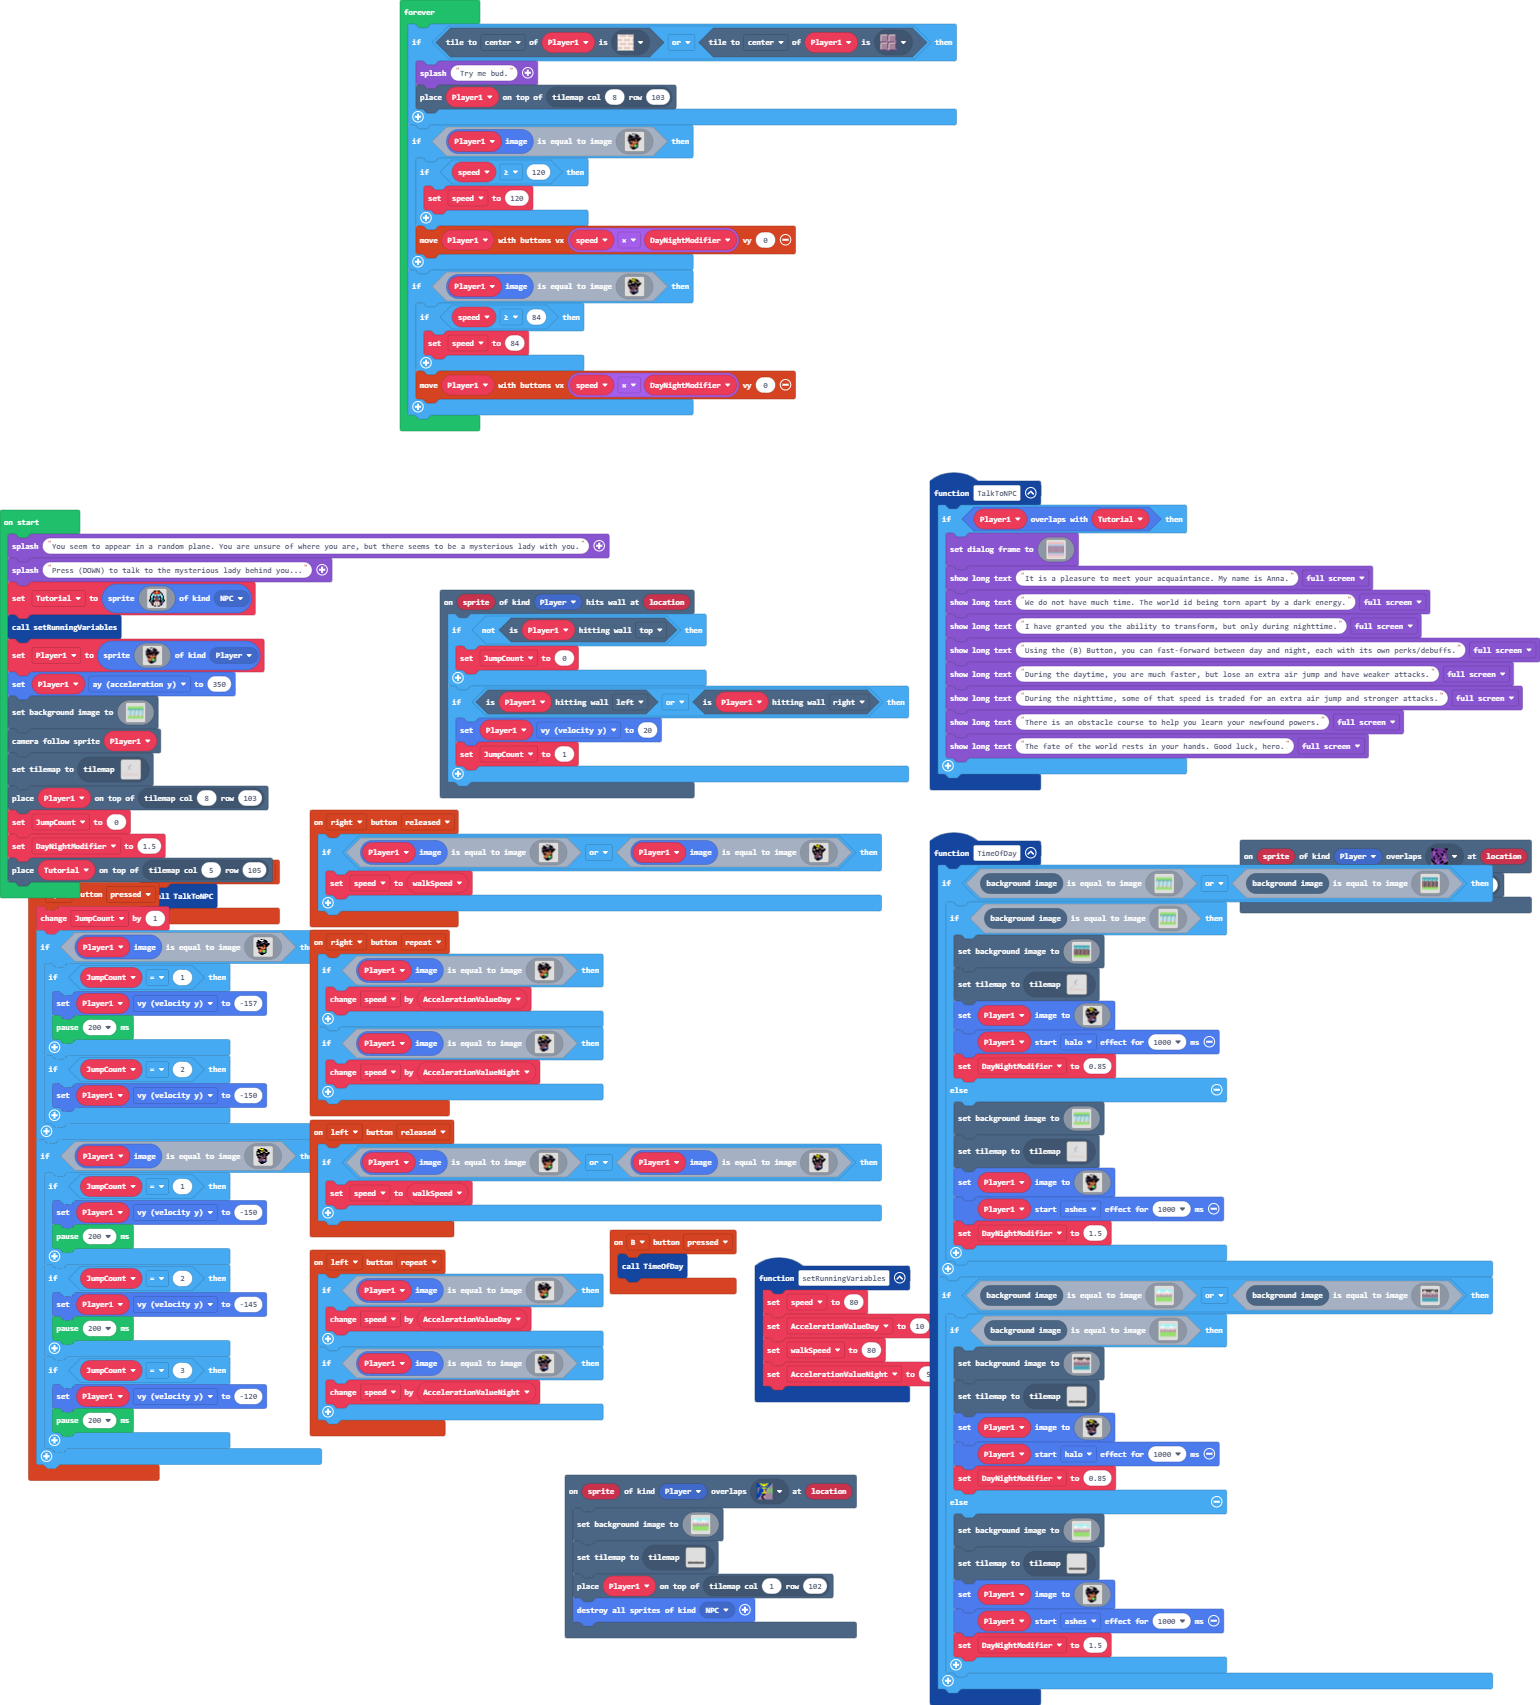 forever
if tile to center of Player1 is or tile to center of Player1 is then
splash "Try me bud."
place Player1 on top of tilemap col 8 row 103
if Player1 image is equal to image then
if speed ≥ 120 then
set speed to 120
move Player1 with buttons vx speed × DayNightModifier vy 0
if Player1 image is equal to image then
if speed ≥ 84 then
set speed to 84
move Player1 with buttons vx speed × DayNightModifier vy 0
on start
splash "You seem to appear in a random plane. You are unsure of where you are, but there seems to be a mysterious lady with you."
splash "Press (DOWN) to talk to the mysterious lady behind you..."
set Tutorial to sprite of kind NPC
call setRunningVariables
set Player1 to sprite of kind Player
set Player1 ay (acceleration y) to 350
set background image to
camera follow sprite Player1
set tilemap to tilemap
place Player1 on top of tilemap col 8 row 103
set JumpCount to 0
set DayNightModifier to 1.5
place Tutorial on top of tilemap col 5 row 105
button pressed
TalkToNPC
change JumpCount by 1
if Player1 image is equal to image
if JumpCount = 1 then
set Player1 vy (velocity y) to -157
pause 200 ms
if JumpCount = 2 then
set Player1 vy (velocity y) to -150
if Player1 image is equal to image
if JumpCount = 1 then
set Player1 vy (velocity y) to -150
pause 200 ms
if JumpCount = 2 then
set Player1 vy (velocity y) to -145
pause 200 ms
if JumpCount = 3 then
set Player1 vy (velocity y) to -120
pause 200 ms
on sprite of kind Player hits wall at location
if not is Player1 hitting wall top then
set JumpCount to 0
if is Player1 hitting wall left or is Player1 hitting wall right then
set Player1 vy (velocity y) to 20
set JumpCount to 1
on right button released
if Player1 image is equal to image or Player1 image is equal to image then
set speed to walkSpeed
on right button repeat
if Player1 image is equal to image then
change speed by AccelerationValueDay
if Player1 image is equal to image then
change speed by AccelerationValueNight
on left button released
if Player1 image is equal to image or Player1 image is equal to image then
set speed to walkSpeed
on left button repeat
if Player1 image is equal to image then
change speed by AccelerationValueDay
if Player1 image is equal to image then
change speed by AccelerationValueNight
on B button pressed
call TimeOfDay
function setRunningVariables
set speed to 80
set AccelerationValueDay to 10
set walkSpeed to 80
set AccelerationValueNight to
on sprite of kind Player overlaps at location
set background image to
set tilemap to tilemap
place Player1 on top of tilemap col 1 row 102
destroy all sprites of kind NPC
function TalkToNPC
if Player1 overlaps with Tutorial then
set dialog frame to
show long text "It is a pleasure to meet your acquaintance. My name is Anna." full screen
show long text "We do not have much time. The world id being torn apart by a dark energy." full screen
show long text "I have granted you the ability to transform, but only during nighttime." full screen
show long text "Using the (B) Button, you can fast-forward between day and night, each with its own perks/debuffs." full screen
show long text "During the daytime, you are much faster, but lose an extra air jump and have weaker attacks." full screen
show long text "During the nighttime, some of that speed is traded for an extra air jump and stronger attacks." full screen
show long text "There is an obstacle course to help you learn your newfound powers." full screen
show long text "The fate of the world rests in your hands. Good luck, hero." full screen
function TimeOfDay
if background image is equal to image or background image is equal to image then
if background image is equal to image then
set background image to
set tilemap to tilemap
set Player1 image to
Player1 start halo effect for 1000 ms
set DayNightModifier to 0.85
else
set background image to
set tilemap to tilemap
set Player1 image to
Player1 start ashes effect for 1000 ms
set DayNightModifier to 1.5
if background image is equal to image or background image is equal to image then
if background image is equal to image then
set background image to
set tilemap to tilemap
set Player1 image to
Player1 start halo effect for 1000 ms
set DayNightModifier to 0.85
else
set background image to
set tilemap to tilemap
set Player1 image to
Player1 start ashes effect for 1000 ms
set DayNightModifier to 1.5
on sprite of kind Player overlaps at location